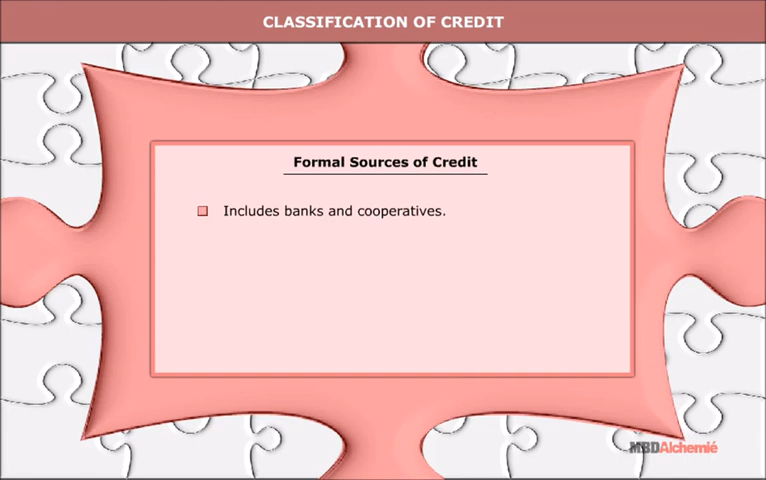 CLASSIFICATION OF CREDIT
Formal Sources of Credit
Includes banks and cooperatives.
MBDAlchemié